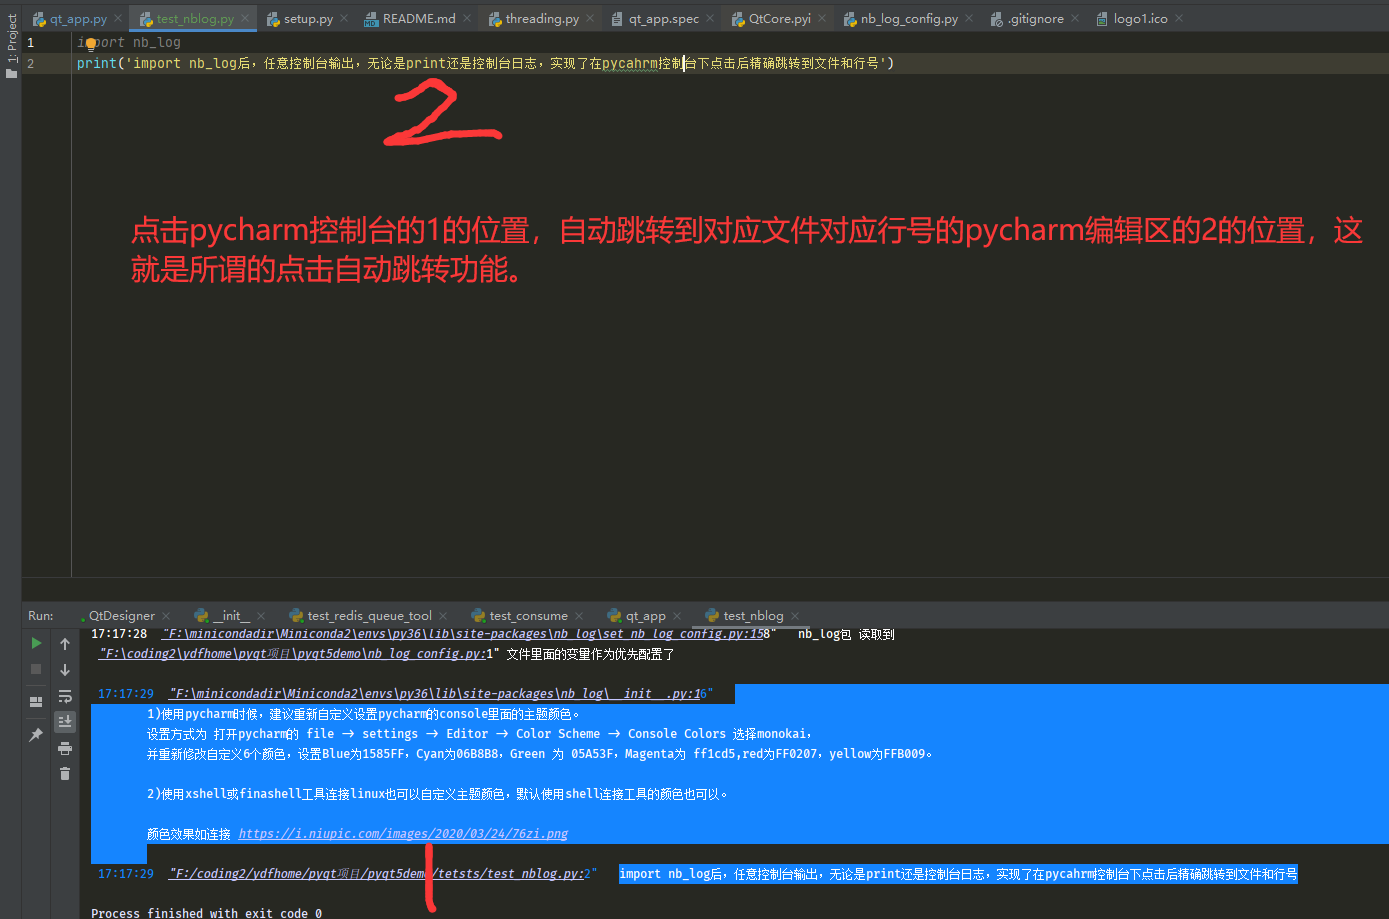 1: Project
qt_app.py test_nblog.py setup.py README.md threading.py qt_app.spec QtCore.pyi nb_log_config.py .gitignore logo1.ico
1 import nb_log
2 print('import nb_log后，任意控制台输出，无论是print还是控制台日志，实现了在pycahrm控制台下点击后精确跳转到文件和行号')
2
点击pycharm控制台的1的位置，自动跳转到对应文件对应行号的pycharm编辑区的2的位置，这
就是所谓的点击自动跳转功能。
Run: QtDesigner __init__ test_redis_queue_tool test_consume qt_app test_nblog
17:17:28 "F:\minicondadir\Miniconda2\envs\py36\lib\site-packages\nb_log\set_nb_log_config.py:158" nb_log包 读取到
"F:\coding2\ydfhome\pyqt项目\pyqt5demo\nb_log_config.py:1" 文件里面的变量作为优先配置了
17:17:29 "F:\minicondadir\Miniconda2\envs\py36\lib\site-packages\nb_log\__init__.py:16"
1)使用pycharm时候，建议重新自定义设置pycharm的console里面的主题颜色。
设置方式为 打开pycharm的 file -> settings -> Editor -> Color Scheme -> Console Colors 选择monokai，
并重新修改自定义6个颜色，设置Blue为1585FF，Cyan为06B8B8，Green 为 05A53F，Magenta为 ff1cd5,red为FF0207，yellow为FFB009。
2)使用xshell或finashell工具连接linux也可以自定义主题颜色，默认使用shell连接工具的颜色也可以。
颜色效果如连接 https://i.niupic.com/images/2020/03/24/76zi.png
17:17:29 "F:/coding2/ydfhome/pyqt项目/pyqt5demo/tetsts/test_nblog.py:2" import nb_log后，任意控制台输出，无论是print还是控制台日志，实现了在pycahrm控制台下点击后精确跳转到文件和行号
1
Process finished with exit code 0